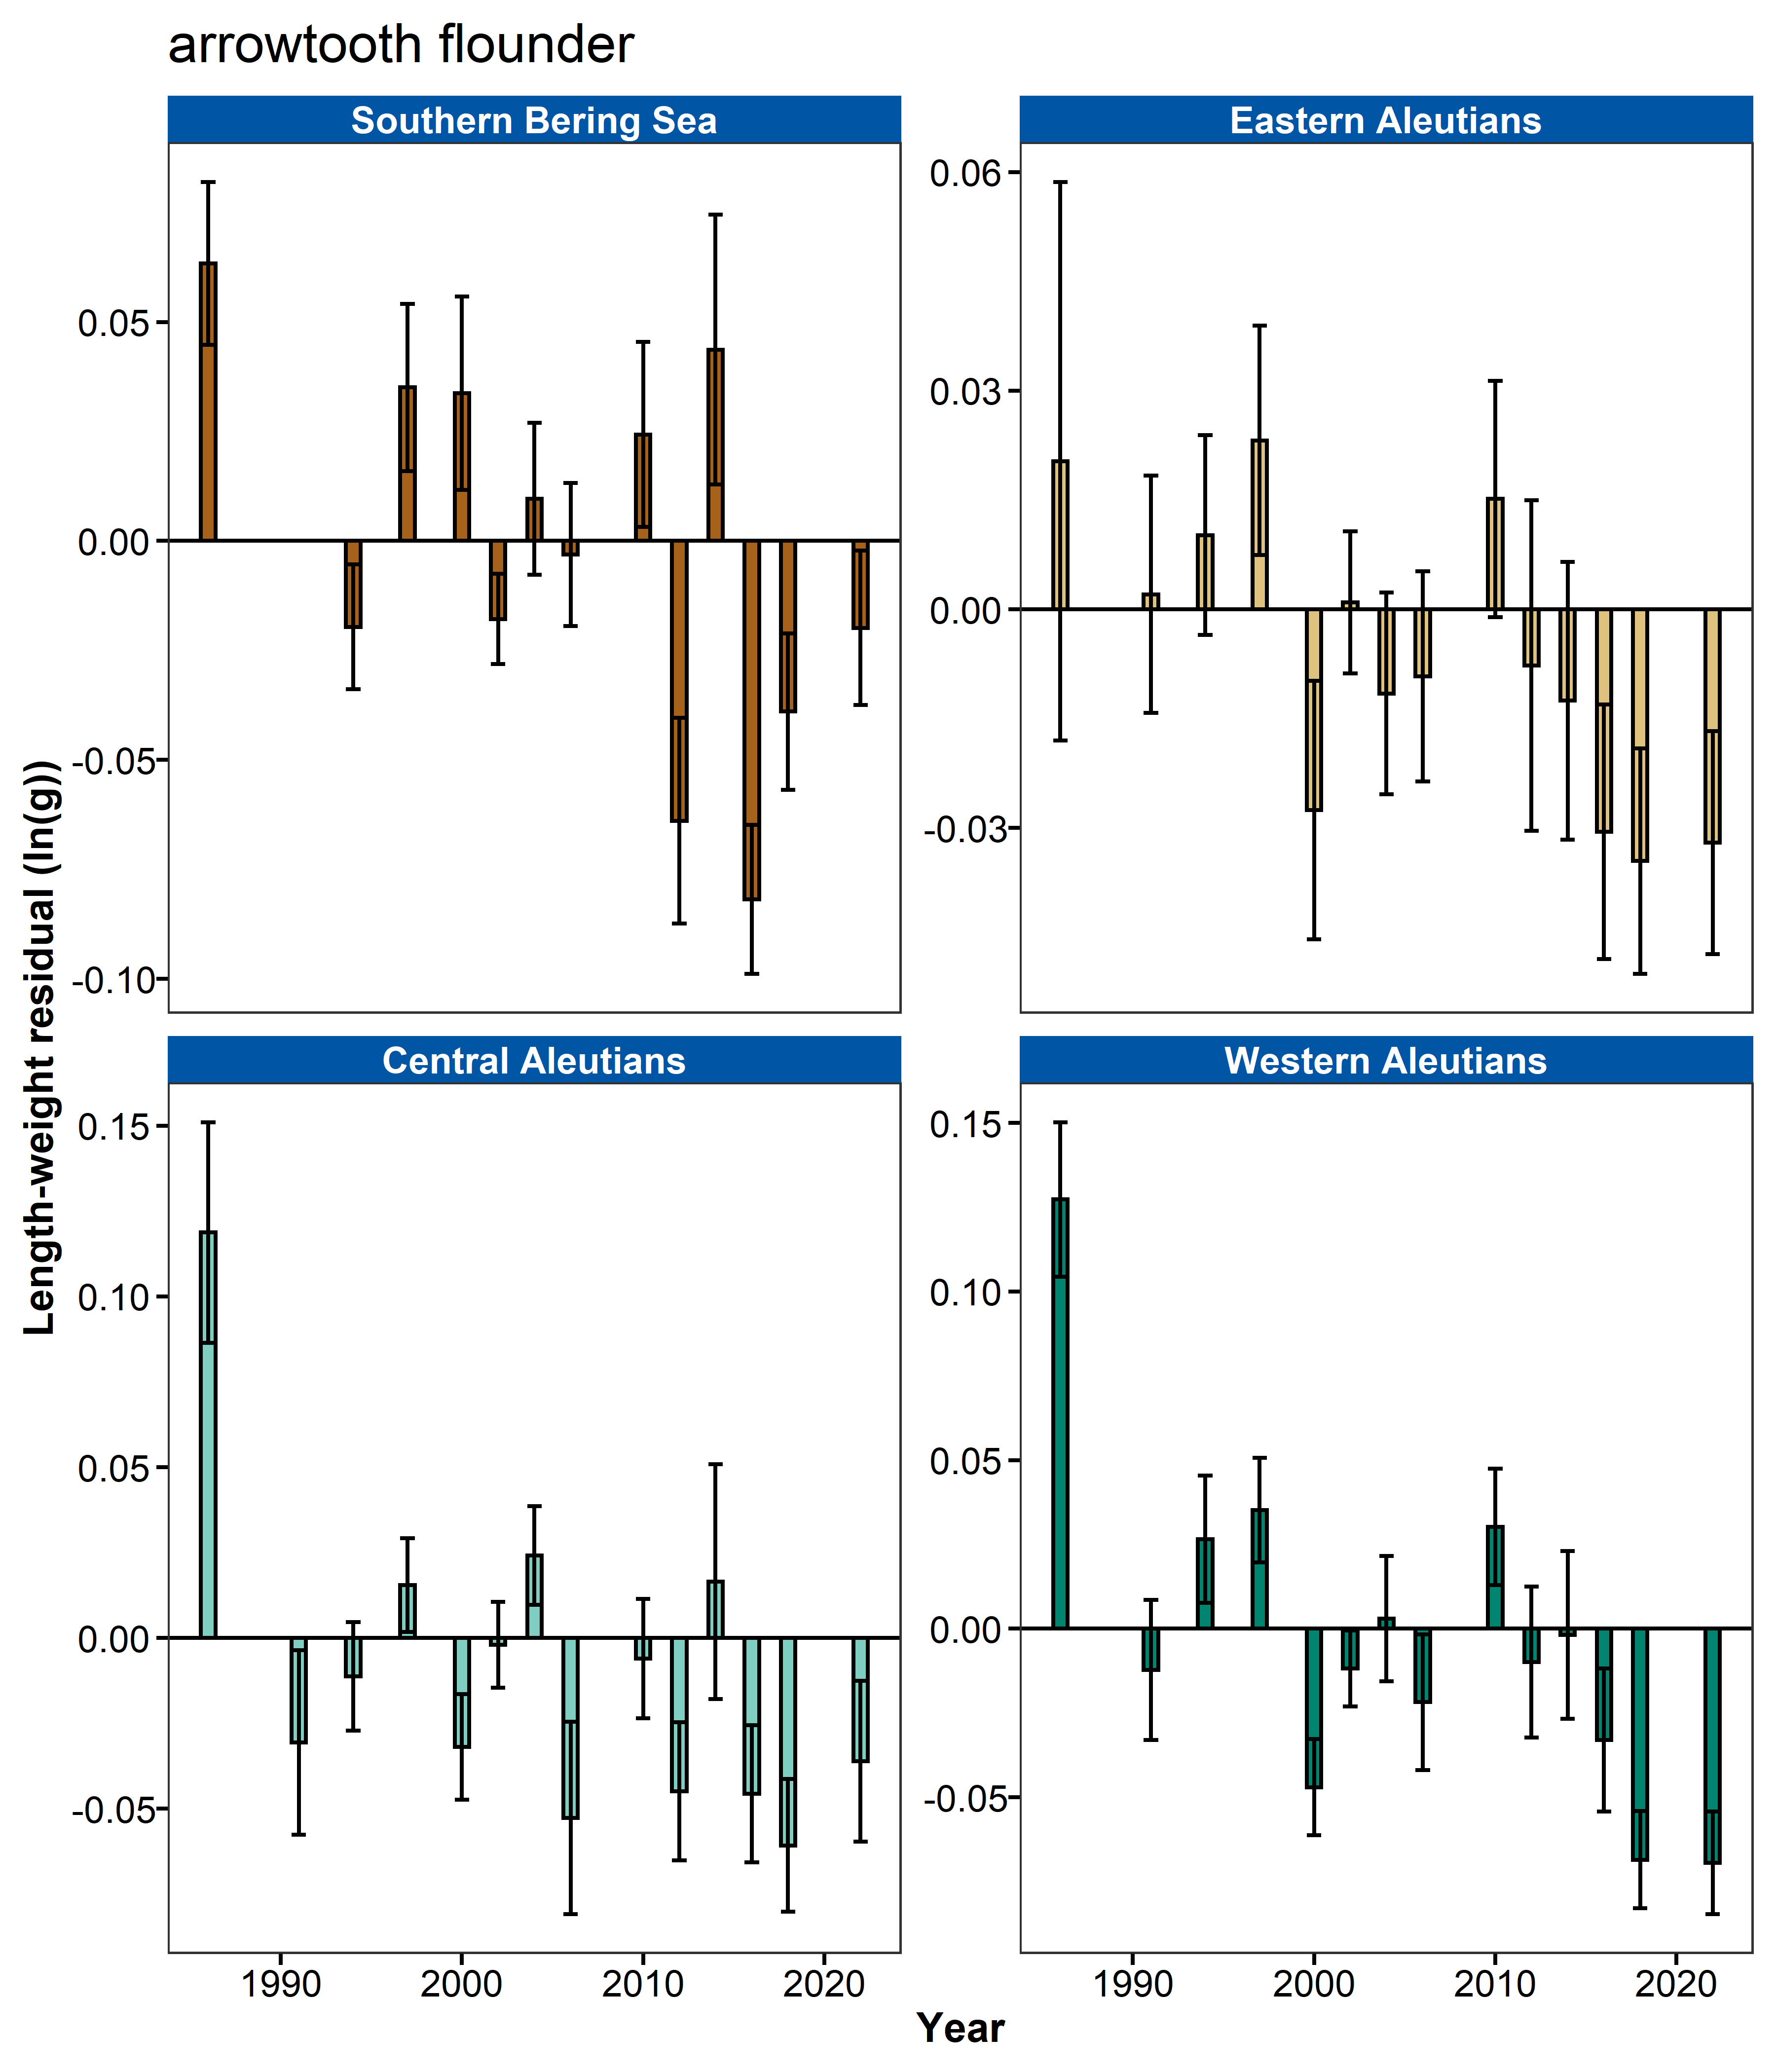 arrowtooth flounder
Southern Bering Sea
Eastern Aleutians
0.05
0.00
-0.05
-0.10
0.06
0.03
0.00
-0.03
Length-weight residual (ln(g))
Central Aleutians
Western Aleutians
0.15
0.10
0.05
0.00
-0.05
0.15
0.10
0.05
0.00
-0.05
1990 2000 2010 2020
1990 2000 2010 2020
Year